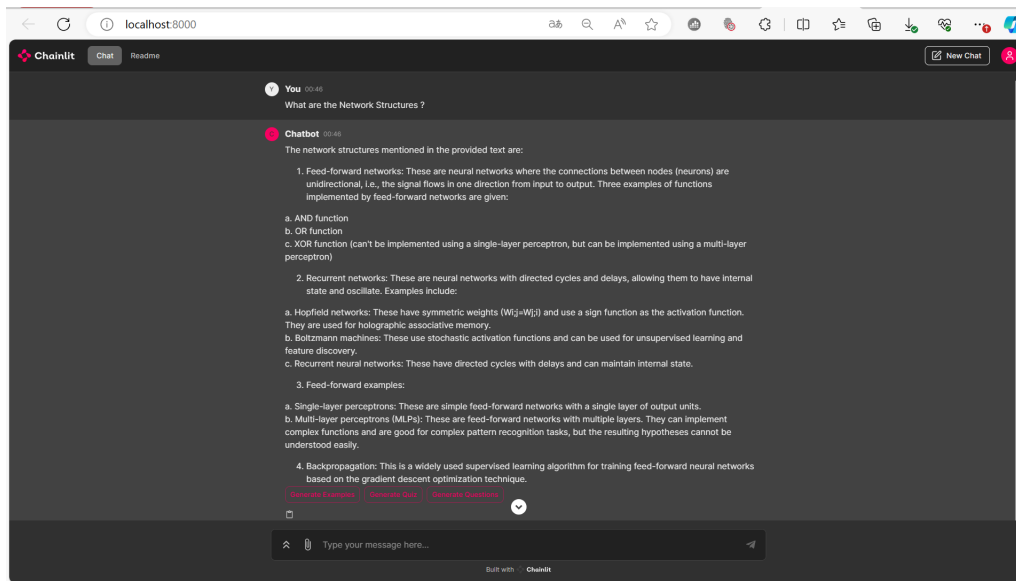 localhost:8000
Chainlit
Chat
Readme
New Chat
Y
You 00:46
What are the Network Structures ?
C
Chatbot 00:46
The network structures mentioned in the provided text are:
1. Feed-forward networks: These are neural networks where the connections between nodes (neurons) are
unidirectional, i.e., the signal flows in one direction from input to output. Three examples of functions
implemented by feed-forward networks are given:
a. AND function
b. OR function
c. XOR function (can't be implemented using a single-layer perceptron, but can be implemented using a multi-layer
perceptron)
2. Recurrent networks: These are neural networks with directed cycles and delays, allowing them to have internal
state and oscillate. Examples include:
a. Hopfield networks: These have symmetric weights (Wi;j=Wj;i) and use a sign function as the activation function.
They are used for holographic associative memory.
b. Boltzmann machines: These use stochastic activation functions and can be used for unsupervised learning and
feature discovery.
c. Recurrent neural networks: These have directed cycles with delays and can maintain internal state.
3. Feed-forward examples:
a. Single-layer perceptrons: These are simple feed-forward networks with a single layer of output units.
b. Multi-layer perceptrons (MLPs): These are feed-forward networks with multiple layers. They can implement
complex functions and are good for complex pattern recognition tasks, but the resulting hypotheses cannot be
understood easily.
4. Backpropagation: This is a widely used supervised learning algorithm for training feed-forward neural networks
based on the gradient descent optimization technique.
Generate Examples Generate Quiz Generate Questions
Type your message here...
Built with Chainlit